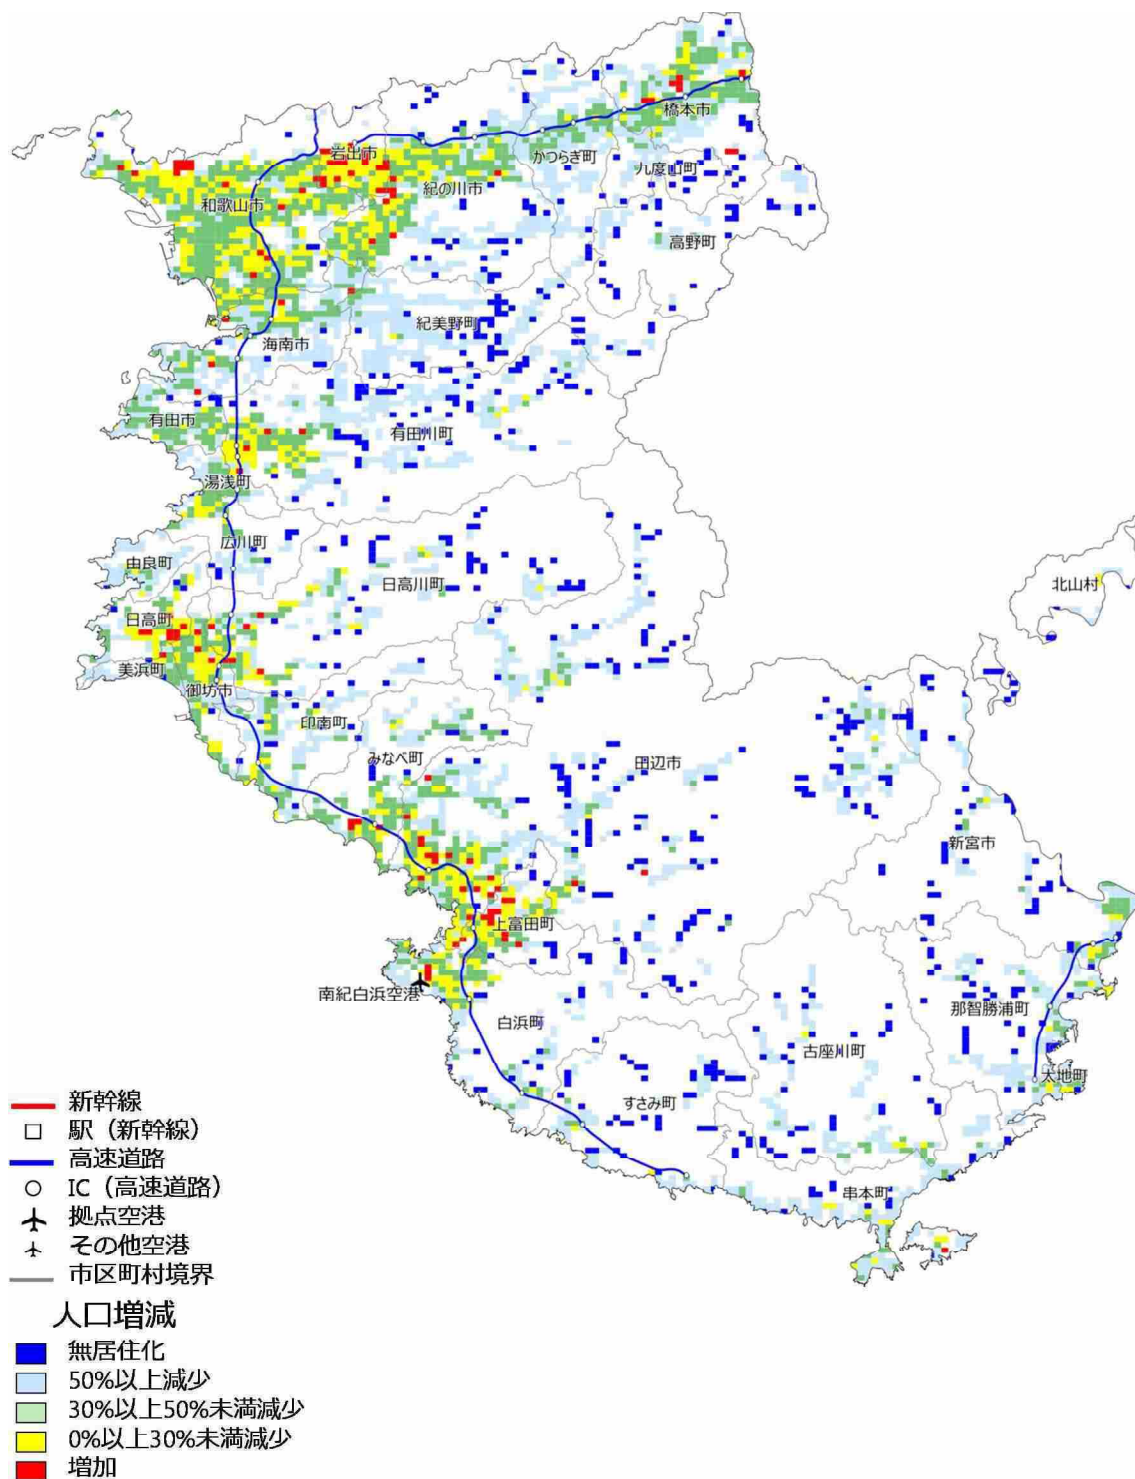 橋本市
岩出市
かつらぎ町
九度山町
紀の川市
和歌山市
高野町
紀美野町
海南市
有田市
有田川町
湯浅町
広川町
由良町
日高川町
北山村
日高町
美浜町
御坊市
印南町
みなべ町
田辺市
新宮市
上富田町
南紀白浜空港
那智勝浦町
白浜町
古座川町
太地町
すさみ町
串本町
新幹線
駅（新幹線）
高速道路
IC（高速道路）
拠点空港
その他空港
市区町村境界
人口増減
無居住化
50%以上減少
30%以上50%未満減少
0%以上30%未満減少
増加